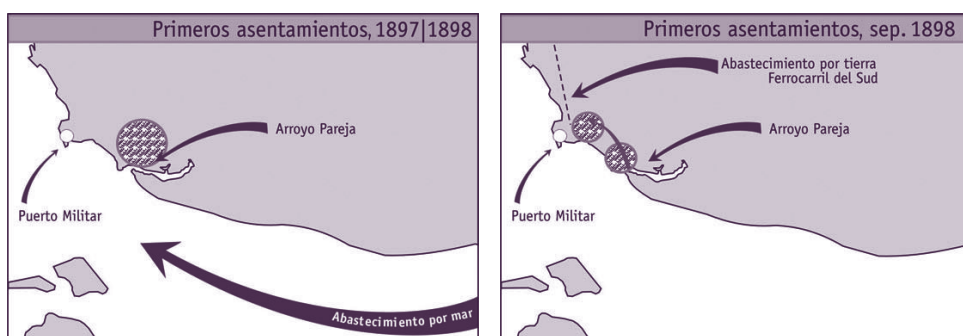 Primeros asentamientos, 1897|1898
Arroyo Pareja
Puerto Militar
Abastecimiento por mar
Primeros asentamientos, sep. 1898
Abastecimiento por tierra
Ferrocarril del Sud
Arroyo Pareja
Puerto Militar